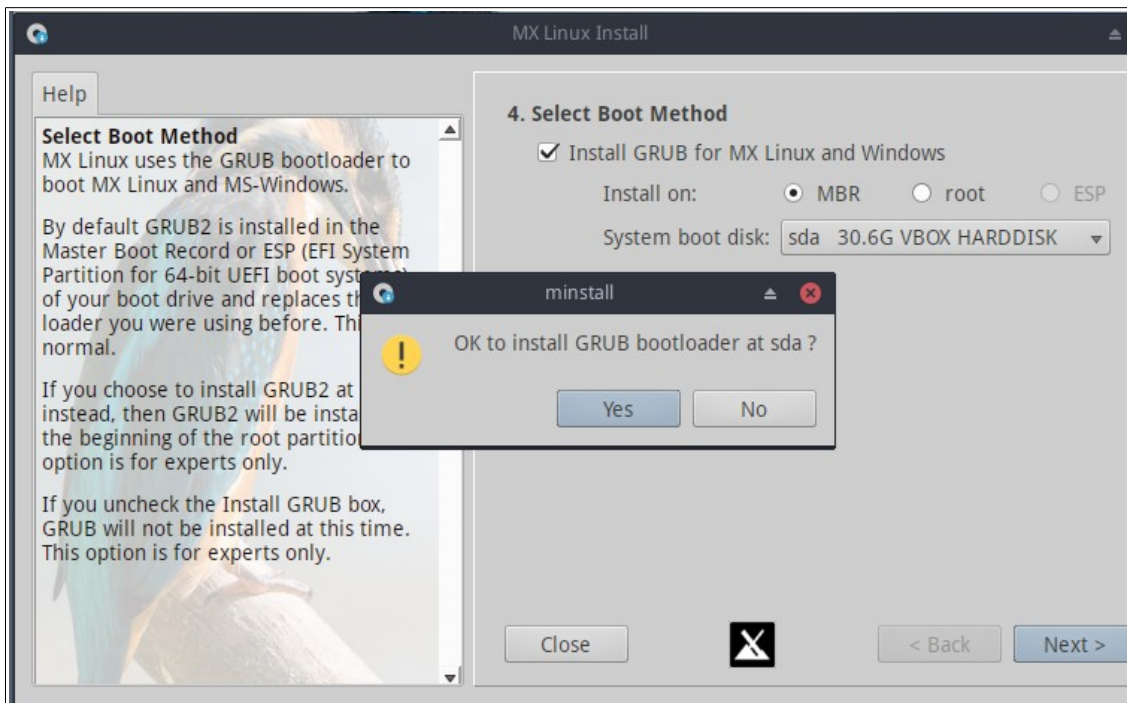 MX Linux Install
Help
Select Boot Method
MX Linux uses the GRUB bootloader to
boot MX Linux and MS-Windows.
By default GRUB2 is installed in the
Master Boot Record or ESP (EFI System
Partition for 64-bit UEFI boot
of your boot drive and replaces
loader you were using before.
normal.
If you choose to install GRUB2 at
instead, then GRUB2 will be
the beginning of the root
option is for experts only.
If you uncheck the Install GRUB box,
GRUB will not be installed at this time.
This option is for experts only.
4. Select Boot Method
Install GRUB for MX Linux and Windows
Install on: MBR root ESP
System boot disk: sda 30.6G VBOX HARDDISK
minstall
OK to install GRUB bootloader at sda ?
Yes No
Close < Back Next >